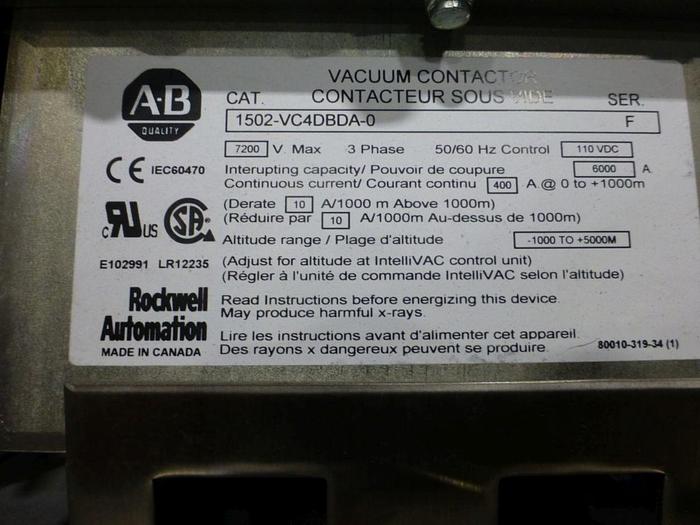 A-B
QUALITY
VACUUM CONTACTOR
CONTACTEUR SOUS VIDE
CAT.
SER.
1502-VC4DBDA-0 F
7200 V. Max 3 Phase 50/60 Hz Control 110 VDC
CE IEC60470
Interupting capacity/ Pouvoir de coupure 6000 A
Continuous current/ Courant continu 400 A @ 0 to +1000m
(Derate 10 A/1000 m Above 1000m)
(Réduire par 10 A/1000m Au-dessus de 1000m)
c RU US SA
Altitude range / Plage d'altitude -1000 TO +5000M
E102991 LR12235
(Adjust for altitude at IntelliVAC control unit)
(Régler à l'unité de commande IntelliVAC selon l'altitude)
Rockwell
Automation
MADE IN CANADA
Read Instructions before energizing this device.
May produce harmful x-rays.
Lire les instructions avant d'alimenter cet appareil.
Des rayons x dangereux peuvent se produire.
80010-319-34 (1)